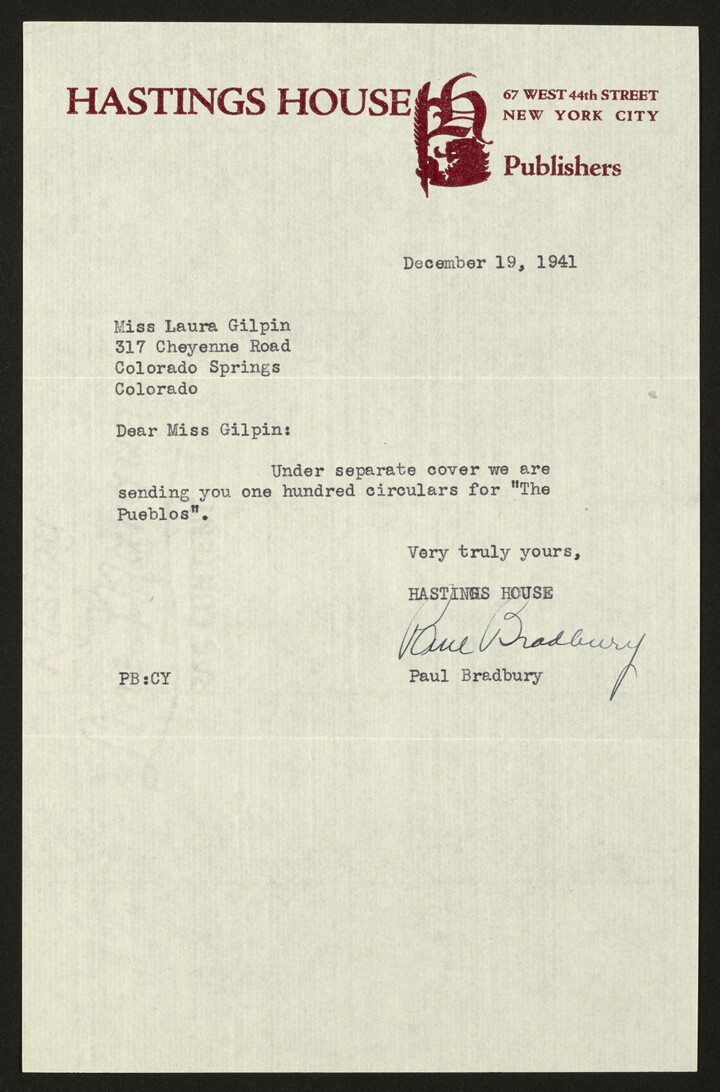 HASTINGS HOUSE
67 WEST 44th STREET
NEW YORK CITY
Publishers
December 19, 1941
Miss Laura Gilpin
317 Cheyenne Road
Colorado Springs
Colorado
Dear Miss Gilpin:
Under separate cover we are
sending you one hundred circulars for "The
Pueblos".
Very truly yours,
HASTINGS HOUSE
Paul Bradbury
PB:CY
Paul Bradbury